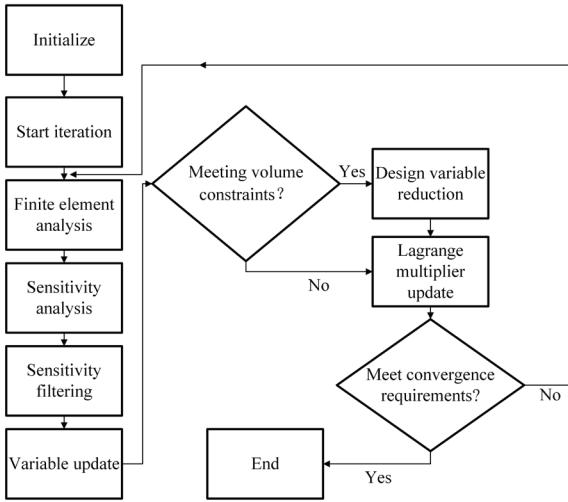 Initialize
Start iteration
Finite element
analysis
Sensitivity
analysis
Sensitivity
filtering
Variable update
Meeting volume
constraints?
Yes
No
Design variable
reduction
Lagrange
multiplier
update
Meet convergence
requirements?
No
Yes
End